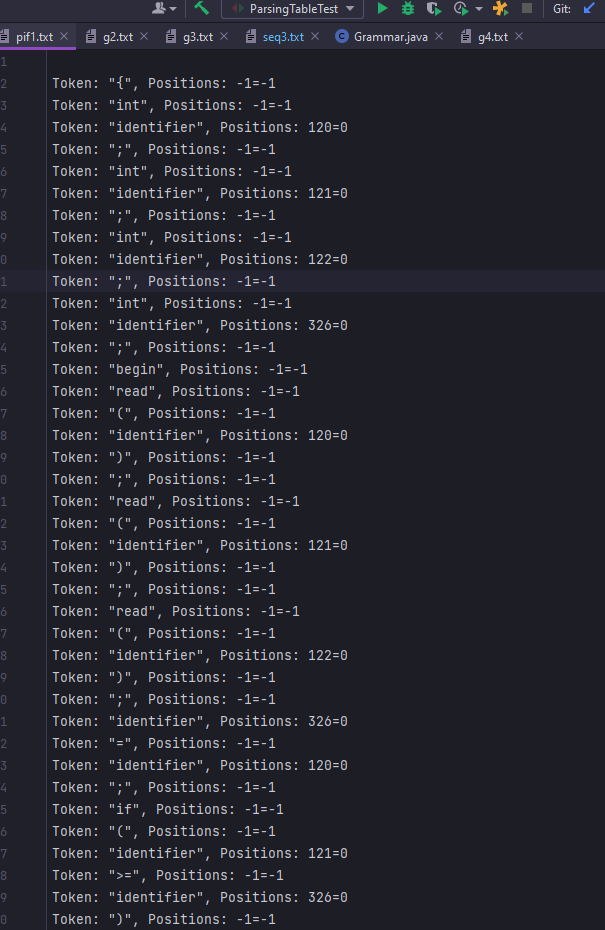 ParsingTableTest
Git:
pif1.txt
g2.txt
g3.txt
seq3.txt
Grammar.java
g4.txt
1
2 Token: "{", Positions: -1=-1
3 Token: "int", Positions: -1=-1
4 Token: "identifier", Positions: 120=0
5 Token: ";", Positions: -1=-1
6 Token: "int", Positions: -1=-1
7 Token: "identifier", Positions: 121=0
8 Token: ";", Positions: -1=-1
9 Token: "int", Positions: -1=-1
0 Token: "identifier", Positions: 122=0
1 Token: ";", Positions: -1=-1
2 Token: "int", Positions: -1=-1
3 Token: "identifier", Positions: 326=0
4 Token: ";", Positions: -1=-1
5 Token: "begin", Positions: -1=-1
6 Token: "read", Positions: -1=-1
7 Token: "(", Positions: -1=-1
8 Token: "identifier", Positions: 120=0
9 Token: ")", Positions: -1=-1
0 Token: ";", Positions: -1=-1
1 Token: "read", Positions: -1=-1
2 Token: "(", Positions: -1=-1
3 Token: "identifier", Positions: 121=0
4 Token: ")", Positions: -1=-1
5 Token: ";", Positions: -1=-1
6 Token: "read", Positions: -1=-1
7 Token: "(", Positions: -1=-1
8 Token: "identifier", Positions: 122=0
9 Token: ")", Positions: -1=-1
0 Token: ";", Positions: -1=-1
1 Token: "identifier", Positions: 326=0
2 Token: "=", Positions: -1=-1
3 Token: "identifier", Positions: 120=0
4 Token: ";", Positions: -1=-1
5 Token: "if", Positions: -1=-1
6 Token: "(", Positions: -1=-1
7 Token: "identifier", Positions: 121=0
8 Token: ">=", Positions: -1=-1
9 Token: "identifier", Positions: 326=0
0 Token: ")", Positions: -1=-1